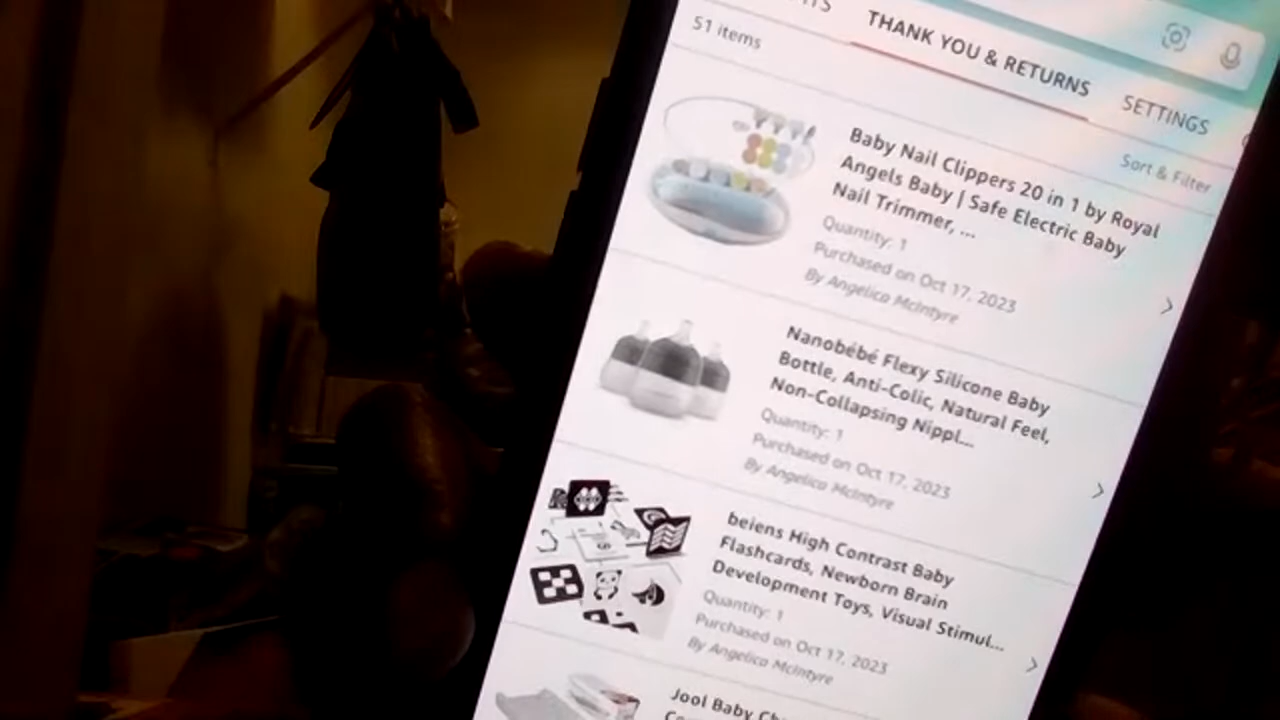 THANK YOU & RETURNS
SETTINGS
51 items
Sort & Filter
Baby Nail Clippers 20 in 1 by Royal
Angels Baby | Safe Electric Baby
Nail Trimmer, ...
Quantity: 1
Purchased on Oct 17, 2023
By Angelica McIntyre
Nanobébé Flexy Silicone Baby
Bottle, Anti-Colic, Natural Feel,
Non-Collapsing Nippl...
Quantity: 1
Purchased on Oct 17, 2023
By Angelica McIntyre
beiens High Contrast Baby
Flashcards, Newborn Brain
Development Toys, Visual Stimul...
Quantity: 1
Purchased on Oct 17, 2023
By Angelica McIntyre
Jool Baby